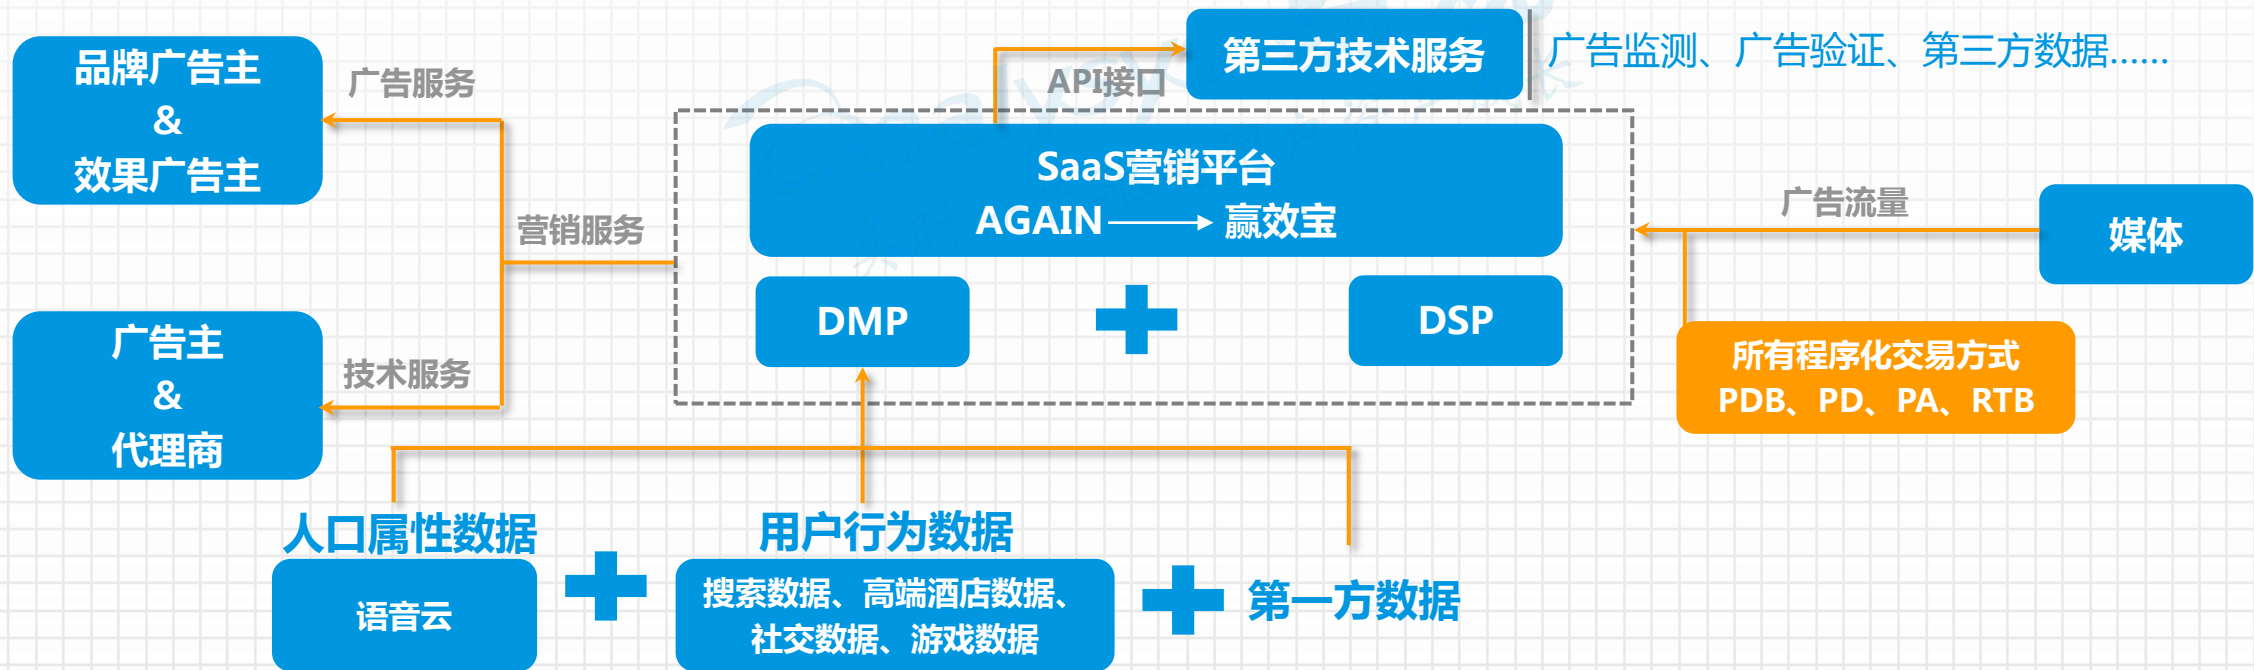 第三方技术服务
广告监测、广告验证、第三方数据……
API接口
品牌广告主
&
效果广告主
广告服务
SaaS营销平台
AGAIN → 赢效宝
营销服务
广告流量
媒体
DMP
DSP
广告主
&
代理商
技术服务
所有程序化交易方式
PDB、PD、PA、RTB
人口属性数据
语音云
用户行为数据
搜索数据、高端酒店数据、
社交数据、游戏数据
第一方数据